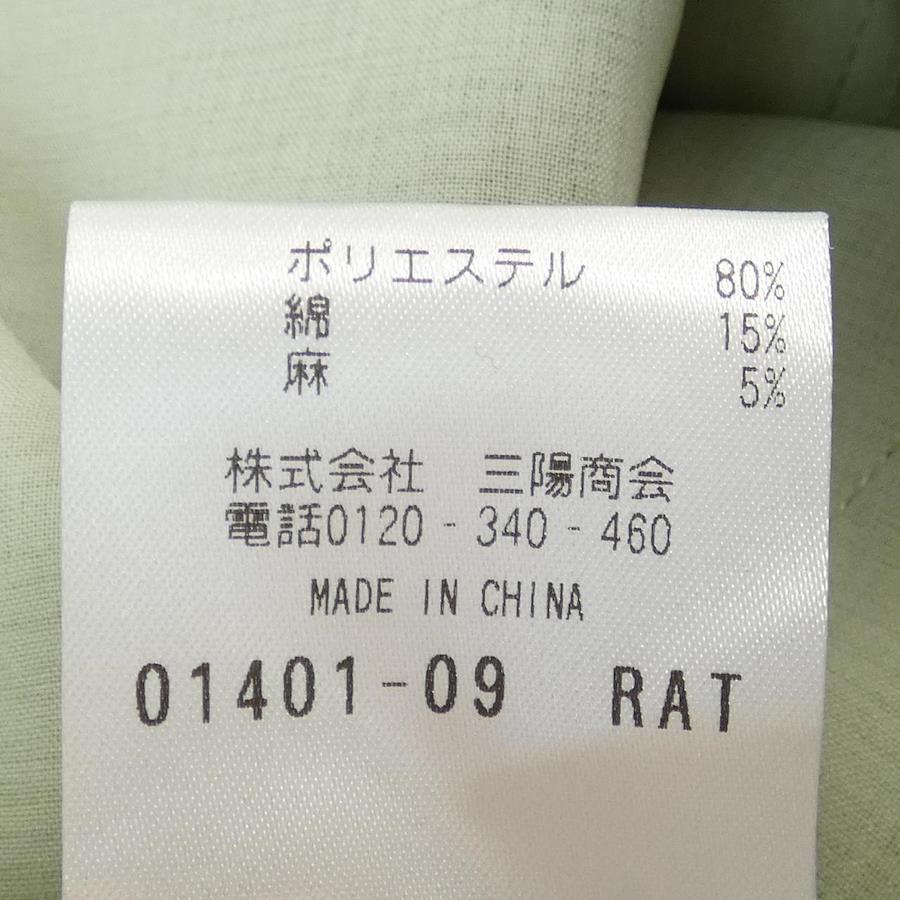 ポリエステル 80%
綿 15%
麻 5%
株式会社 三陽商会
電話0120-340-460
MADE IN CHINA
01401-09 RAT